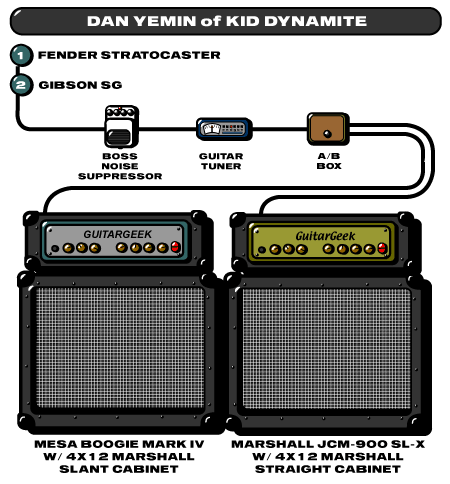 DAN YEMIN of KID DYNAMITE
1 FENDER STRATOCASTER
2 GIBSON SG
BOSS
NOISE
SUPPRESSOR
GUITAR
TUNER
A/B
BOX
GUITARGEEK
GuitarGeek
MESA BOOGIE MARK IV
W/ 4X12 MARSHALL
SLANT CABINET
MARSHALL JCM-900 SL-X
W/ 4X12 MARSHALL
STRAIGHT CABINET